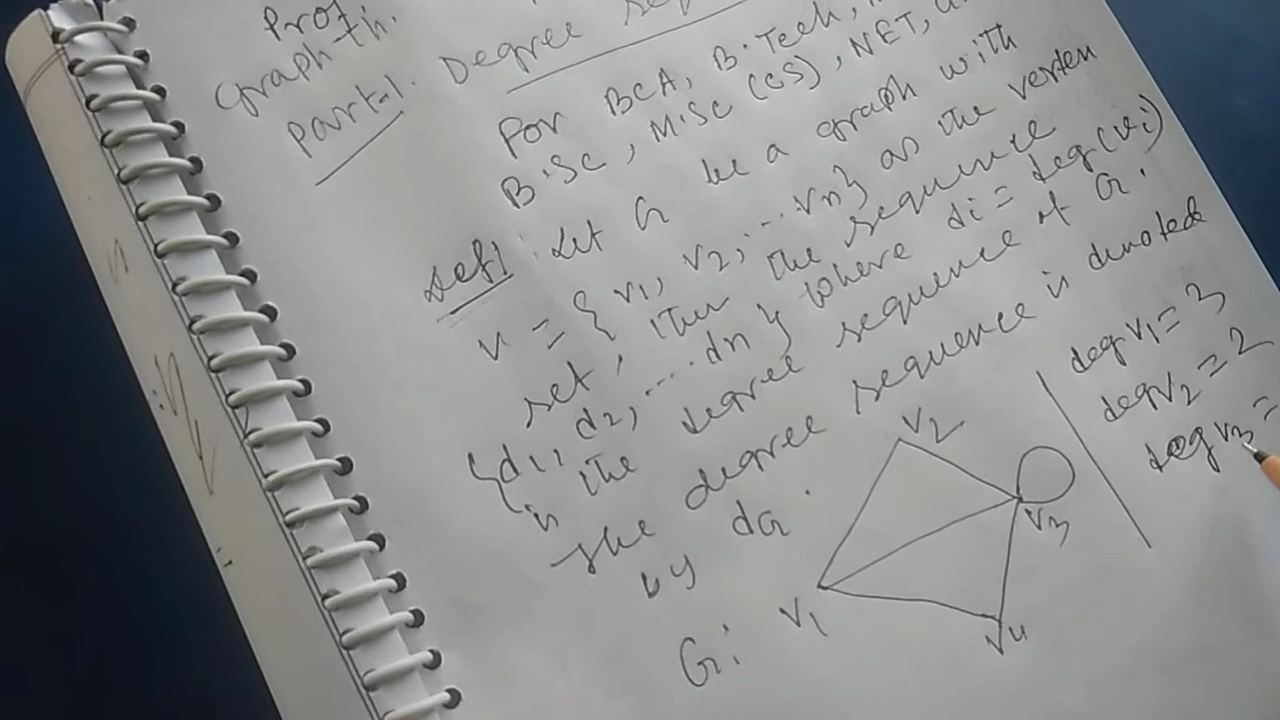 Prof.
Graph th.
Part-1. Degree seq
For BCA, B.Tech,
B.Sc, M.Sc (CS), NET,
Def: Let G be a graph with
V = {v1, v2, ... vn} as the vertex
set, then the sequence
{d1, d2, ... dn} where di = deg(vi)
is the degree sequence of G.
The degree sequence is denoted
by dG.
G:
v1
v2
v3
v4
deg v1 = 3
deg v2 = 2
deg v3 =